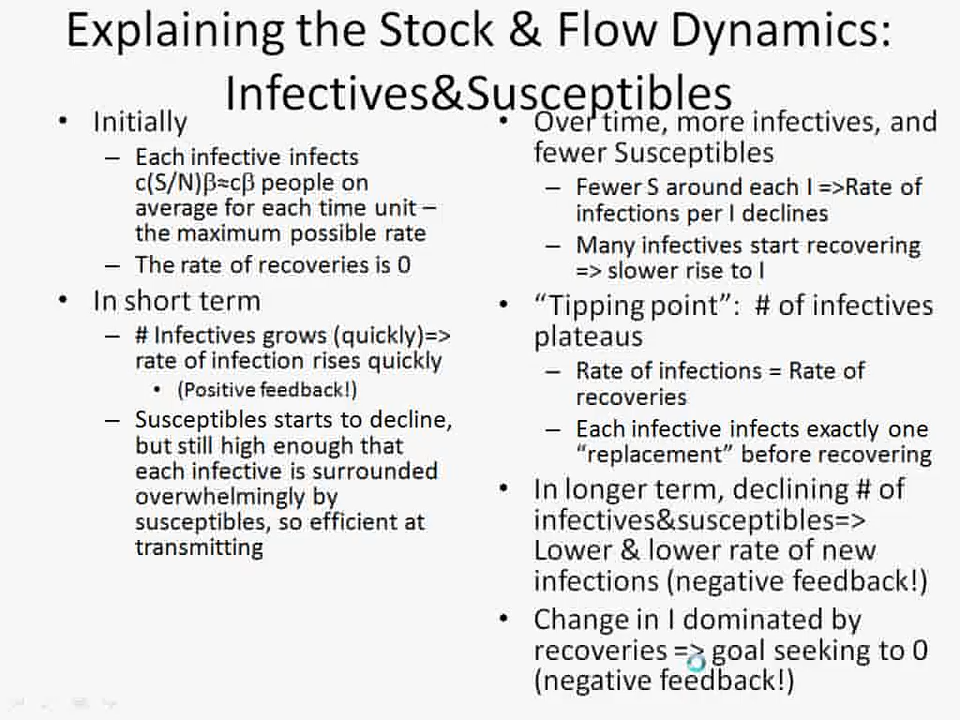 Explaining the Stock & Flow Dynamics:
Infectives&Susceptibles
• Initially
– Each infective infects
c(S/N)β≈cβ people on
average for each time unit –
the maximum possible rate
– The rate of recoveries is 0
• In short term
– # Infectives grows (quickly)=>
rate of infection rises quickly
• (Positive feedback!)
– Susceptibles starts to decline,
but still high enough that
each infective is surrounded
overwhelmingly by
susceptibles, so efficient at
transmitting
• Over time, more infectives, and
fewer Susceptibles
– Fewer S around each I =>Rate of
infections per I declines
– Many infectives start recovering
=> slower rise to I
• “Tipping point”: # of infectives
plateaus
– Rate of infections = Rate of
recoveries
– Each infective infects exactly one
“replacement” before recovering
• In longer term, declining # of
infectives&susceptibles=>
Lower & lower rate of new
infections (negative feedback!)
• Change in I dominated by
recoveries => goal seeking to 0
(negative feedback!)